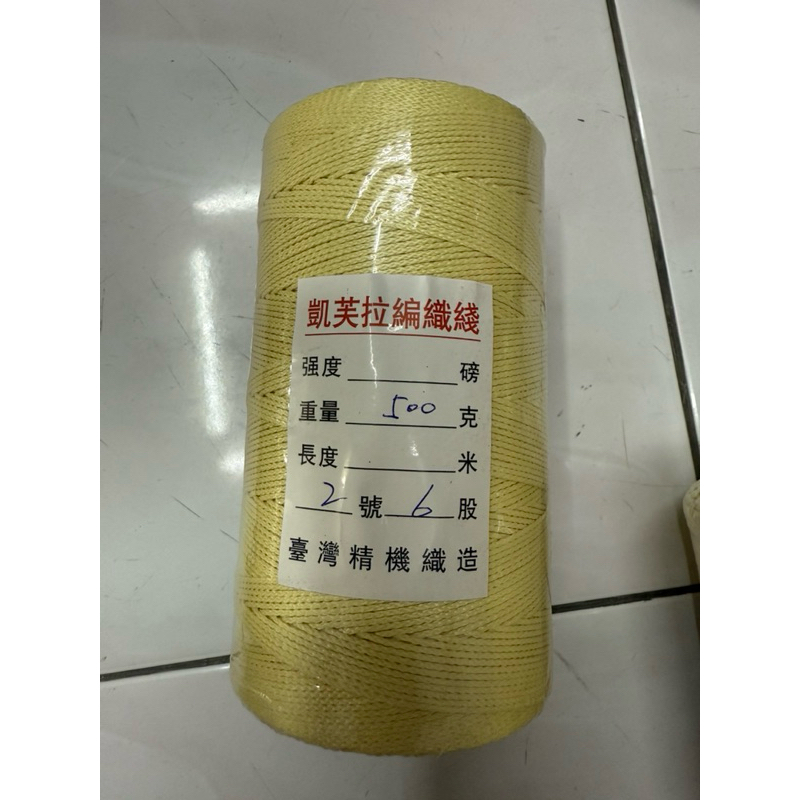 凱芙拉編織綫
强度______磅
重量 500 克
長度______米
2 號 6 股
臺灣精機織造